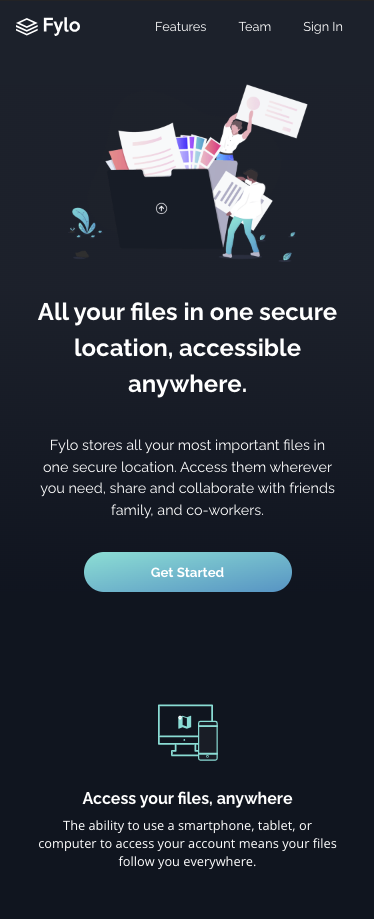 Fylo
Features Team Sign In
All your files in one secure
location, accessible
anywhere.
Fylo stores all your most important files in
one secure location. Access them wherever
you need, share and collaborate with friends
family, and co-workers.
Get Started
Access your files, anywhere
The ability to use a smartphone, tablet, or
computer to access your account means your files
follow you everywhere.